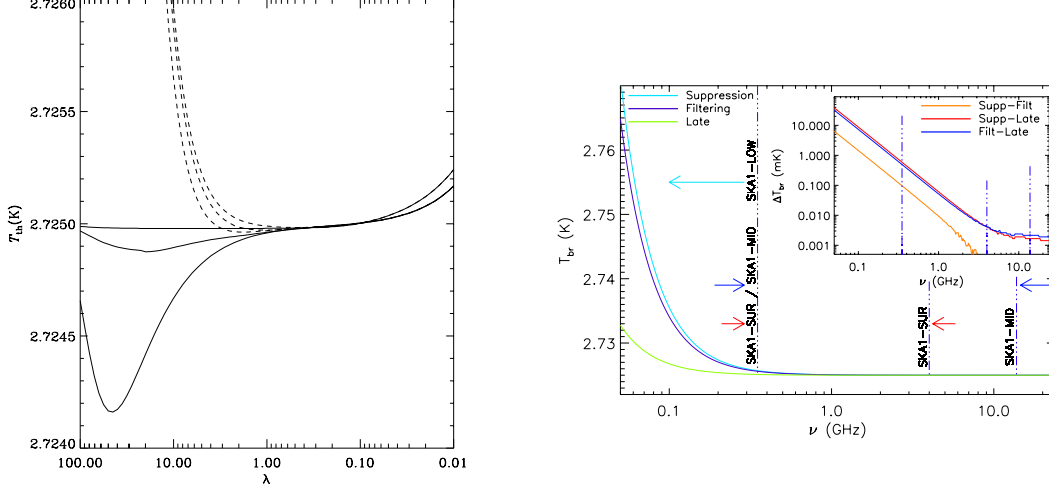 2.7260
2.7255
2.7250
2.7245
2.7240
T_th(K)
100.00 10.00 1.00 0.10 0.01
λ
Suppression
Filtering
Late
2.76
2.75
2.74
2.73
T_br (K)
SKA1-LOW
SKA1-SUR / SKA1-MID
SKA1-SUR
SKA1-MID
0.1 1.0 10.0
ν (GHz)
Supp-Filt
Supp-Late
Filt-Late
10.000
1.000
0.100
0.010
0.001
ΔT_br (mK)
0.1 1.0 10.0
ν (GHz)